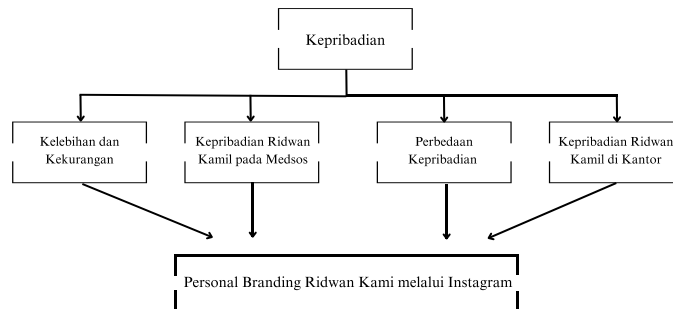 Kepribadian
Kelebihan dan
Kekurangan
Kepribadian Ridwan
Kamil pada Medsos
Perbedaan
Kepribadian
Kepribadian Ridwan
Kamil di Kantor
Personal Branding Ridwan Kami melalui Instagram